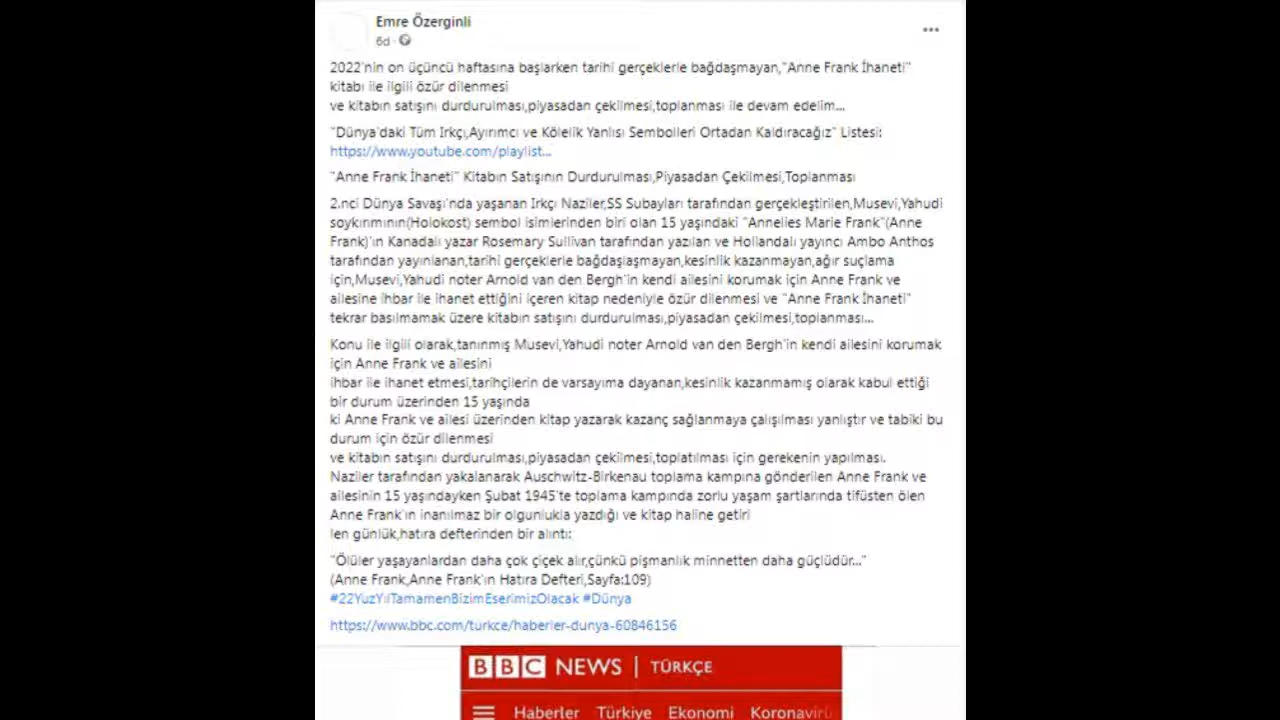 Emre Özerginli
6d ·
2022'nin on üçüncü haftasına başlarken tarihi gerçeklerle bağdaşmayan,"Anne Frank İhaneti"
kitabı ile ilgili özür dilenmesi
ve kitabın satışını durdurulması,piyasadan çekilmesi,toplanması ile devam edelim...
"Dünya'daki Tüm Irkçı,Ayırımcı ve Kölelik Yanlısı Sembolleri Ortadan Kaldıracağız" Listesi:
https://www.youtube.com/playlist...
"Anne Frank İhaneti" Kitabın Satışının Durdurulması,Piyasadan Çekilmesi,Toplanması
2.nci Dünya Savaşı'nda yaşanan Irkçı Naziler,SS Subayları tarafından gerçekleştirilen,Musevi,Yahudi
soykırımının(Holokost) sembol isimlerinden biri olan 15 yaşındaki "Annelies Marie Frank"(Anne
Frank)'ın Kanadalı yazar Rosemary Sullivan tarafından yazılan ve Hollandalı yayıncı Ambo Anthos
tarafından yayınlanan,tarihi gerçeklerle bağdaşlaşmayan,kesinlik kazanmayan,ağır suçlama
için,Musevi,Yahudi noter Arnold van den Bergh'in kendi ailesini korumak için Anne Frank ve
ailesine ihbar ile ihanet ettiğini içeren kitap nedeniyle özür dilenmesi ve "Anne Frank İhaneti"
tekrar basılmamak üzere kitabın satışını durdurulması,piyasadan çekilmesi,toplanması...
Konu ile ilgili olarak,tanınmış Musevi,Yahudi noter Arnold van den Bergh'in kendi ailesini korumak
için Anne Frank ve ailesini
ihbar ile ihanet etmesi,tarihçilerin de varsayıma dayanan,kesinlik kazanmamış olarak kabul ettiği
bir durum üzerinden 15 yaşında
ki Anne Frank ve ailesi üzerinden kitap yazarak kazanç sağlanmaya çalışılması yanlıştır ve tabiki bu
durum için özür dilenmesi
ve kitabın satışını durdurulması,piyasadan çekilmesi,toplatılması için gerekenin yapılması.
Naziler tarafından yakalanarak Auschwitz-Birkenau toplama kampına gönderilen Anne Frank ve
ailesinin 15 yaşındayken Şubat 1945'te toplama kampında zorlu yaşam şartlarında tifüsten ölen
Anne Frank'ın inanılmaz bir olgunlukla yazdığı ve kitap haline getiri
len günlük,hatıra defterinden bir alıntı:
"Ölüler yaşayanlardan daha çok çiçek alır,çünkü pişmanlık minnetten daha güçlüdür..."
(Anne Frank,Anne Frank'ın Hatıra Defteri,Sayfa:109)
#22YüzYılTamamenBizimEserimizOlacak #Dünya
https://www.bbc.com/turkce/haberler-dunya-60846156
BBC NEWS | TÜRKÇE
Haberler Türkiye Ekonomi Koronavirü